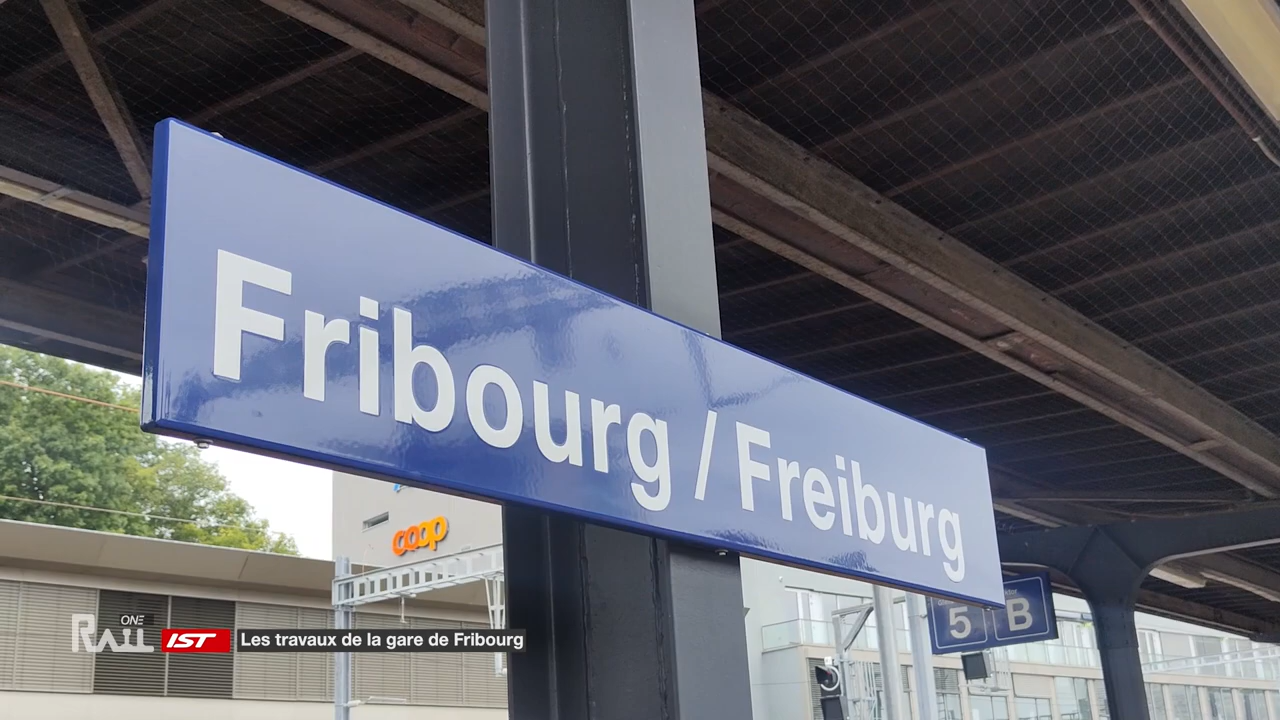 Fribourg / Freiburg
coop
5 B
RAIL ONE IST Les travaux de la gare de Fribourg